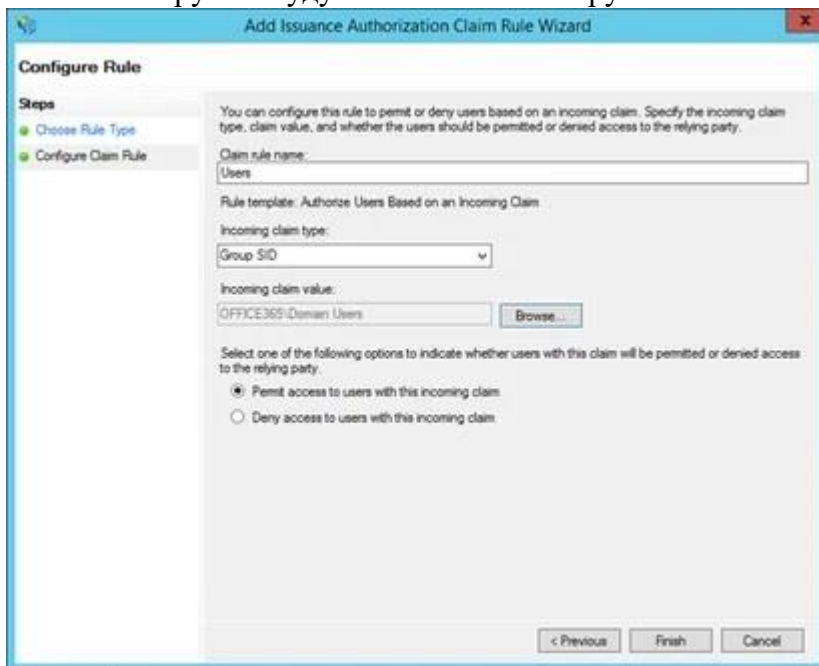 Add Issuance Authorization Claim Rule Wizard
x
Configure Rule
Steps
Choose Rule Type
Configure Claim Rule
You can configure this rule to permit or deny users based on an incoming claim. Specify the incoming claim
type, claim value, and whether the users should be permitted or denied access to the relying party.
Claim rule name:
Users
Rule template: Authorize Users Based on an Incoming Claim
Incoming claim type:
Group SID
Incoming claim value:
OFFICE365\Domain Users
Browse...
Select one of the following options to indicate whether users with this claim will be permitted or denied access
to the relying party.
Permit access to users with this incoming claim
Deny access to users with this incoming claim
< Previous
Finish
Cancel